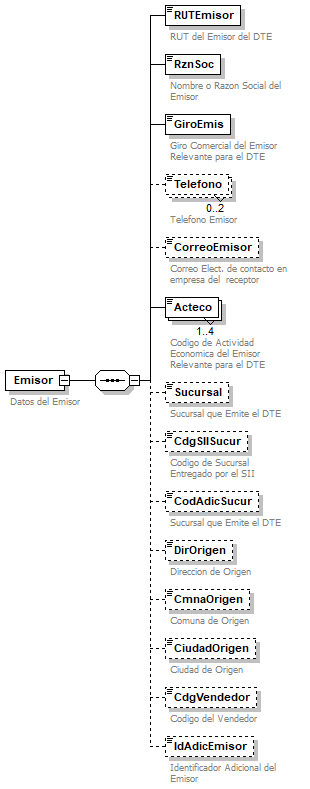 RUTEmisor
RUT del Emisor del DTE
RznSoc
Nombre o Razon Social del
Emisor
GiroEmis
Giro Comercial del Emisor
Relevante para el DTE
Telefono
0..2
Telefono Emisor
CorreoEmisor
Correo Elect. de contacto en
empresa del receptor
Acteco
1..4
Codigo de Actividad
Economica del Emisor
Relevante para el DTE
Emisor
Datos del Emisor
Sucursal
Sucursal que Emite el DTE
CdgSIISucur
Codigo de Sucursal
Entregado por el SII
CodAdicSucur
Sucursal que Emite el DTE
DirOrigen
Direccion de Origen
CmnaOrigen
Comuna de Origen
CiudadOrigen
Ciudad de Origen
CdgVendedor
Codigo del Vendedor
IdAdicEmisor
Identificador Adicional del
Emisor